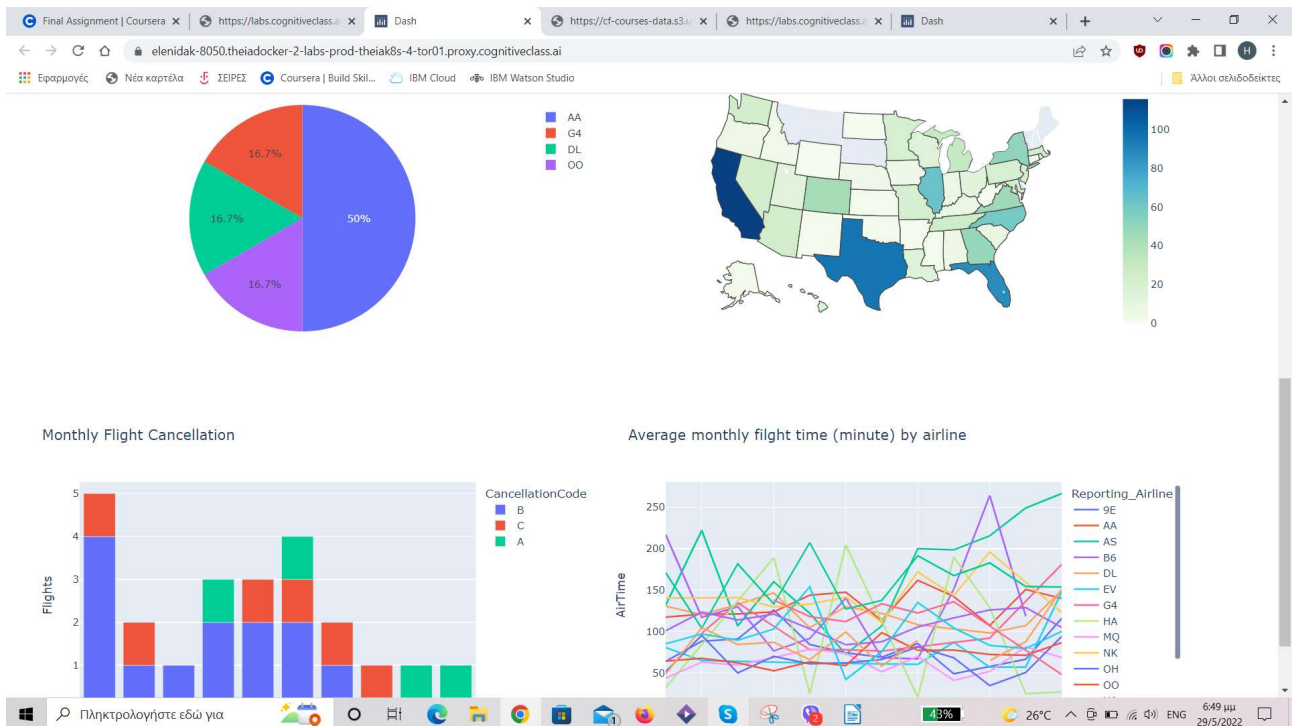 Final Assignment | Coursera
https://labs.cognitiveclass.a
Dash
https://cf-courses-data.s3.u
https://labs.cognitiveclass.a
Dash
elenidak-8050.theiadocker-2-labs-prod-theiak8s-4-tor01.proxy.cognitiveclass.ai
H
Εφαρμογές
Νέα καρτέλα
ΣΕΙΡΕΣ
Coursera | Build Skil...
IBM Cloud
IBM Watson Studio
Άλλοι σελιδοδείκτες
16.7%
16.7%
16.7%
50%
AA
G4
DL
OO
100
80
60
40
20
0
Monthly Flight Cancellation
5
4
3
2
1
Flights
CancellationCode
B
C
A
Average monthly filght time (minute) by airline
250
200
150
100
50
AirTime
Reporting_Airline
9E
AA
AS
B6
DL
EV
G4
HA
MQ
NK
OH
OO
Πληκτρολογήστε εδώ για
43%
26°C
ENG
6:49 μμ
29/5/2022